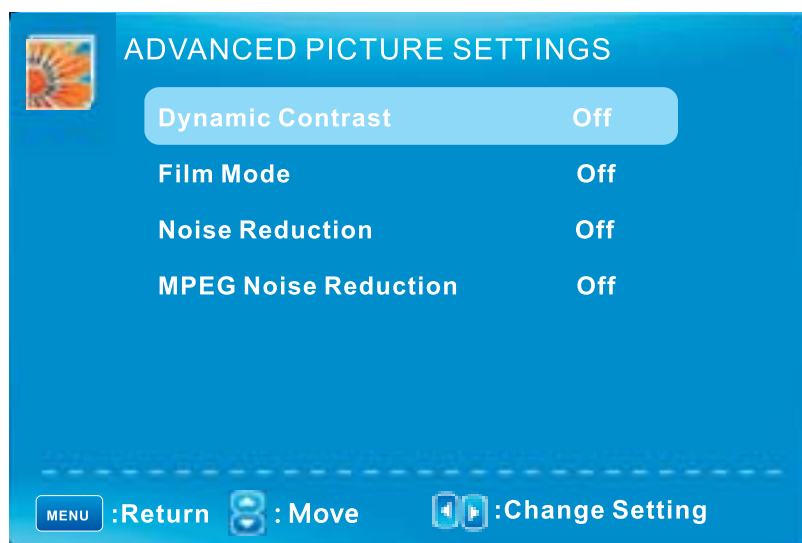 ADVANCED PICTURE SETTINGS
Dynamic Contrast Off
Film Mode Off
Noise Reduction Off
MPEG Noise Reduction Off
MENU :Return : Move :Change Setting